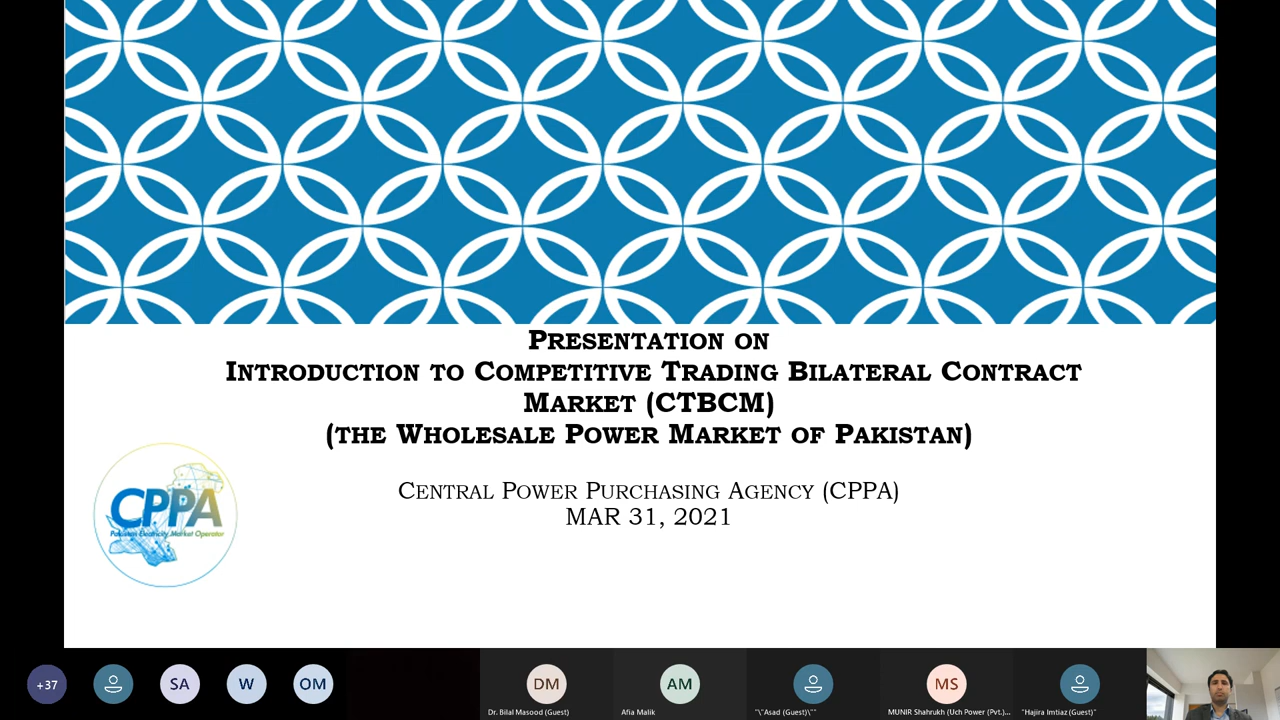 PRESENTATION ON
INTRODUCTION TO COMPETITIVE TRADING BILATERAL CONTRACT
MARKET (CTBCM)
(THE WHOLESALE POWER MARKET OF PAKISTAN)
CENTRAL POWER PURCHASING AGENCY (CPPA)
MAR 31, 2021
CPPA
Pakistan Electricity Market Operator
+37
SA
W
OM
DM
AM
MS
Dr. Bilal Masood (Guest)
Afia Malik
"\"Asad (Guest)\""
MUNIR Shahrukh (Uch Power (Pvt.)...
"Hajira Imtiaz (Guest)"